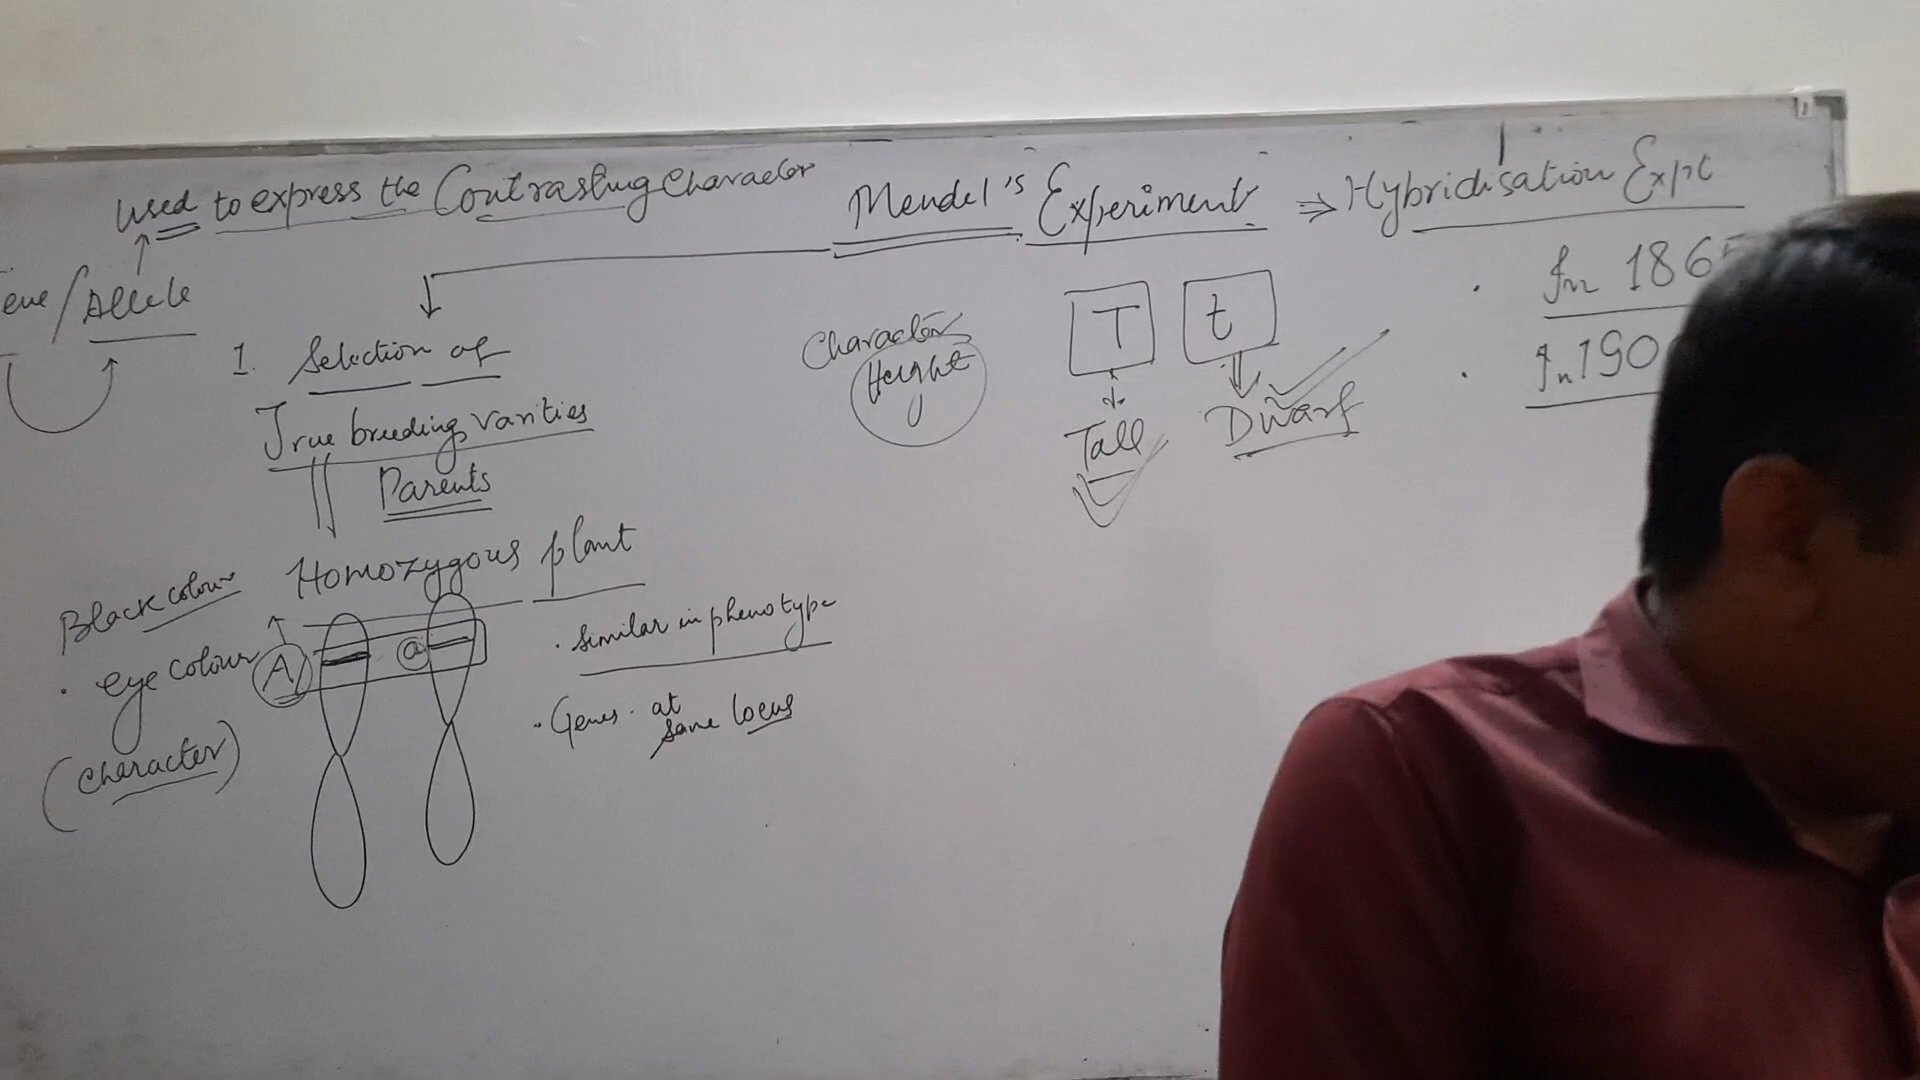 used to express the Contrasting Character
Mendel's Experiment ⇒ Hybridisation Expt
/ Allele
In 186
In 190
1. Selection of
True breeding varities
Parents
Character
Height
T
t
Tall
Dwarf
Homozygous plant
Black colour
. eye colour
(character)
A
a
. Similar in phenotype
. Genes. at
same locus